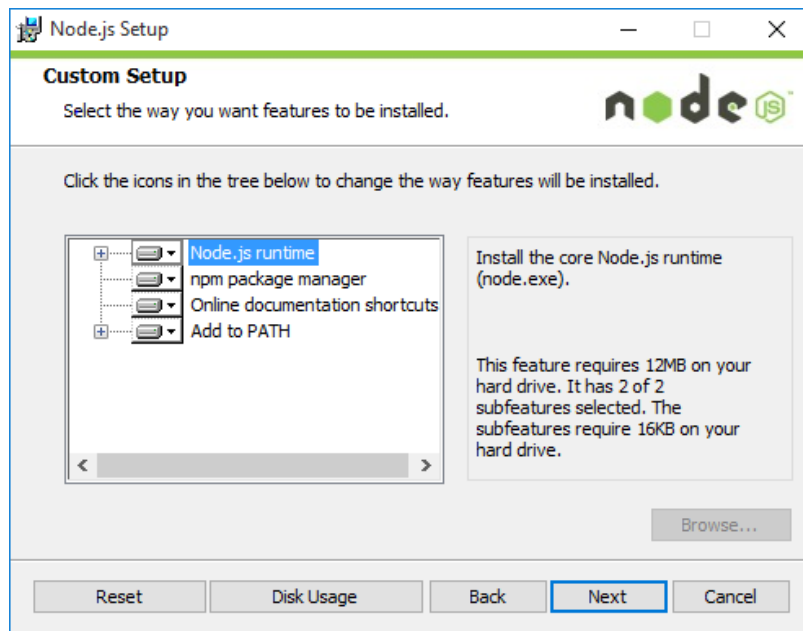 Node.js Setup
Custom Setup
Select the way you want features to be installed.
node
JS
Click the icons in the tree below to change the way features will be installed.
Node.js runtime
npm package manager
Online documentation shortcuts
Add to PATH
Install the core Node.js runtime
(node.exe).
This feature requires 12MB on your
hard drive. It has 2 of 2
subfeatures selected. The
subfeatures require 16KB on your
hard drive.
Browse...
Reset
Disk Usage
Back
Next
Cancel